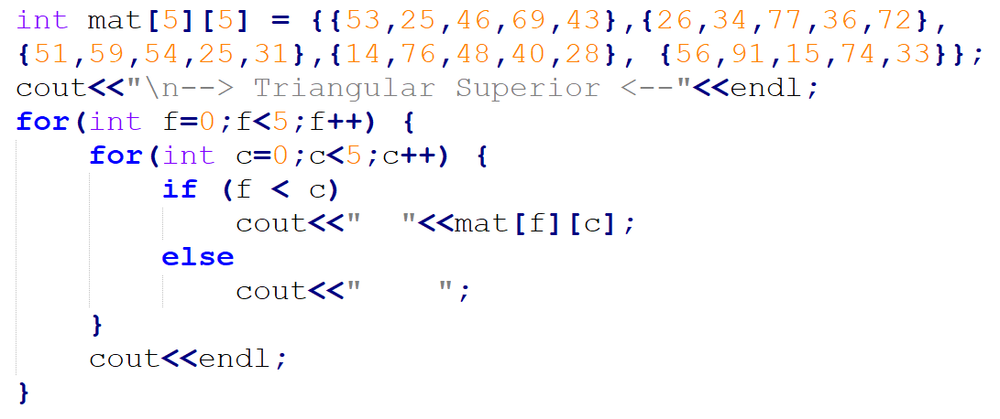 int mat[5][5] = {{53,25,46,69,43},{26,34,77,36,72},
{51,59,54,25,31},{14,76,48,40,28}, {56,91,15,74,33}};
cout<<"\n--> Triangular Superior <--"<<endl;
for(int f=0;f<5;f++) {
    for(int c=0;c<5;c++) {
        if (f < c)
            cout<<"  "<<mat[f][c];
        else
            cout<<"    ";
    }
    cout<<endl;
}